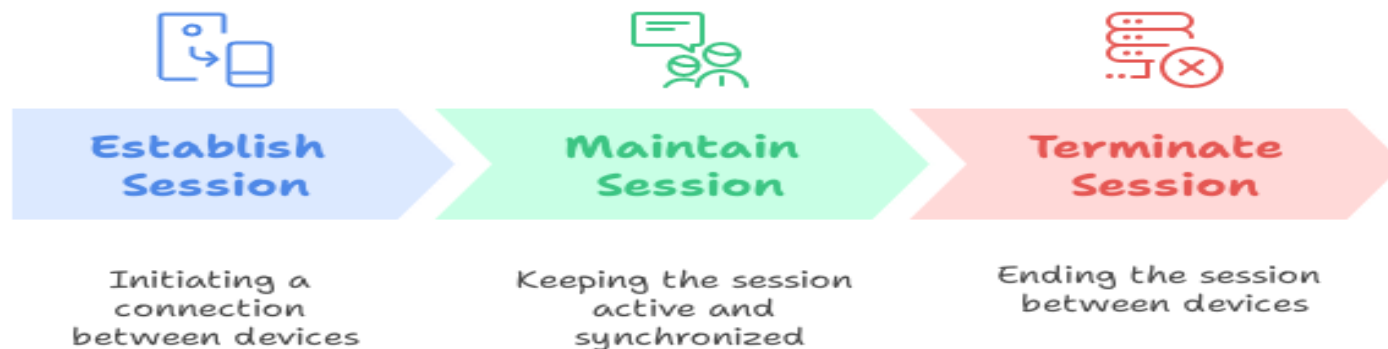 Establish
Session
Maintain
Session
Terminate
Session
Initiating a
connection
between devices
Keeping the session
active and
synchronized
Ending the session
between devices